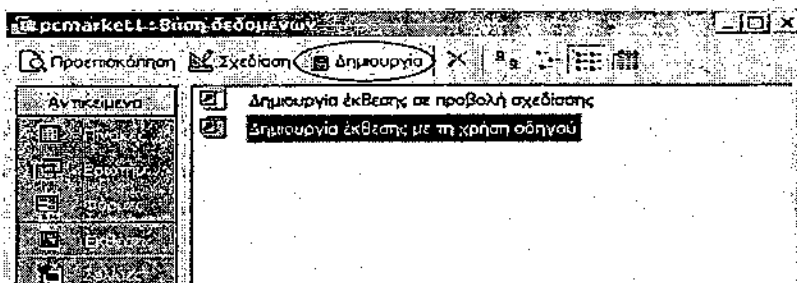 pcmarket1 : Βάση δεδομένων
Προεπισκόπηση Σχεδίαση Δημιουργία
Αντικείμενα
Δημιουργία έκθεσης σε προβολή σχεδίασης
Δημιουργία έκθεσης με τη χρήση οδηγού
Φόρμες
Εκθέσεις